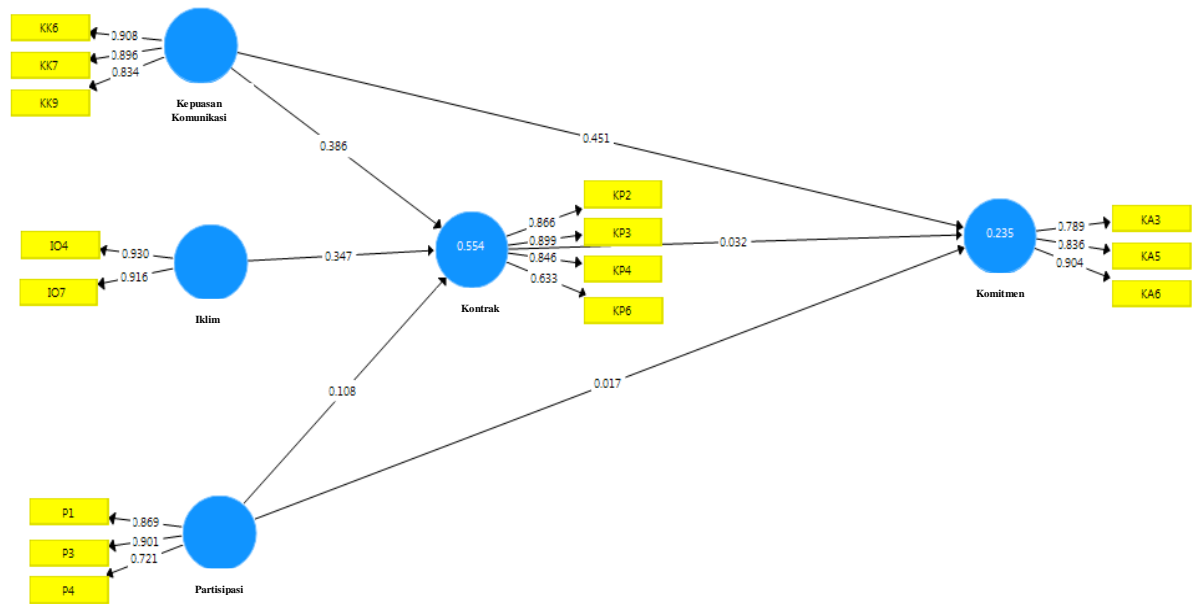 KK6
0.908
KK7
0.896
KK9
0.834
Kepuasan
Komunikasi
0.386
0.451
IO4
0.930
IO7
0.916
Iklim
0.347
0.554
Kontrak
KP2
0.866
KP3
0.899
KP4
0.846
KP6
0.633
0.032
0.235
Komitmen
KA3
0.789
KA5
0.836
KA6
0.904
0.108
0.017
P1
0.869
P3
0.901
P4
0.721
Partisipasi